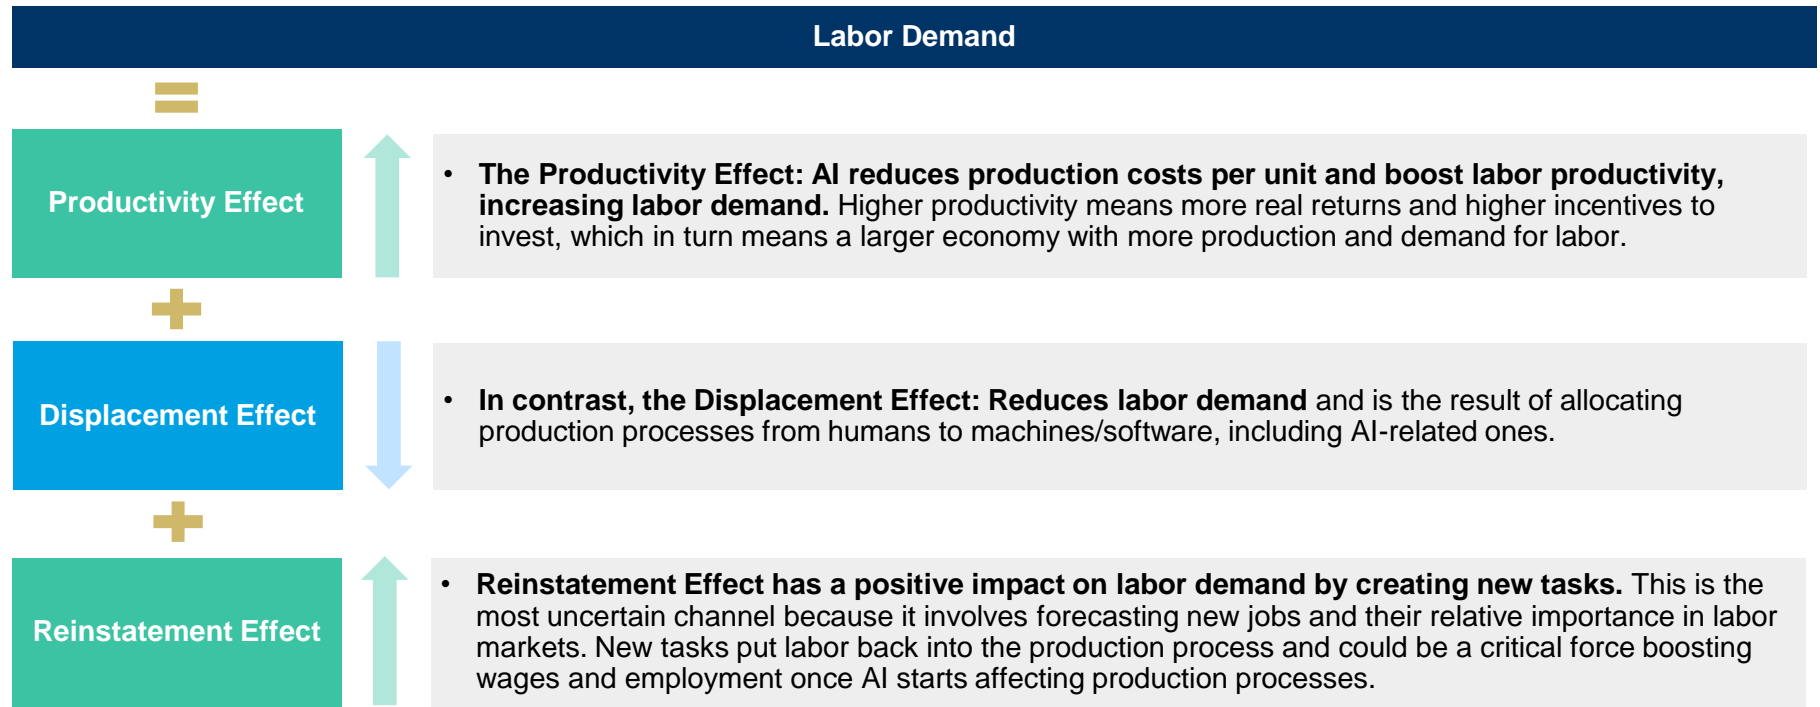 Labor Demand
Productivity Effect
• The Productivity Effect: AI reduces production costs per unit and boost labor productivity,
increasing labor demand. Higher productivity means more real returns and higher incentives to
invest, which in turn means a larger economy with more production and demand for labor.
Displacement Effect
• In contrast, the Displacement Effect: Reduces labor demand and is the result of allocating
production processes from humans to machines/software, including AI-related ones.
Reinstatement Effect
• Reinstatement Effect has a positive impact on labor demand by creating new tasks. This is the
most uncertain channel because it involves forecasting new jobs and their relative importance in labor
markets. New tasks put labor back into the production process and could be a critical force boosting
wages and employment once AI starts affecting production processes.